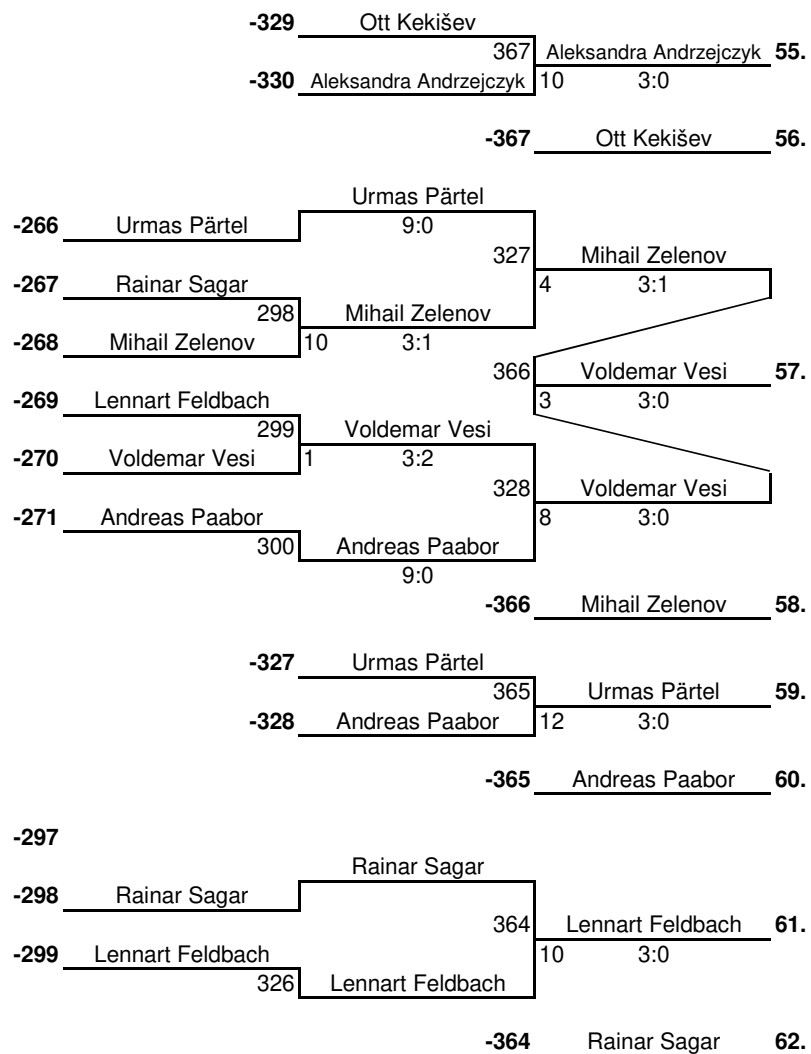 -329 Ott Kekišev
367 Aleksandra Andrzejczyk 55.
-330 Aleksandra Andrzejczyk 10 3:0
-367 Ott Kekišev 56.
Urmas Pärtel
-266 Urmas Pärtel 9:0
327 Mihail Zelenov
-267 Rainar Sagar 4 3:1
298 Mihail Zelenov
-268 Mihail Zelenov 10 3:1
366 Voldemar Vesi 57.
-269 Lennart Feldbach 3 3:0
299 Voldemar Vesi
-270 Voldemar Vesi 1 3:2
328 Voldemar Vesi
-271 Andreas Paabor 8 3:0
300 Andreas Paabor
9:0
-366 Mihail Zelenov 58.
-327 Urmas Pärtel
365 Urmas Pärtel 59.
-328 Andreas Paabor 12 3:0
-365 Andreas Paabor 60.
-297
Rainar Sagar
-298 Rainar Sagar
364 Lennart Feldbach 61.
-299 Lennart Feldbach 10 3:0
326 Lennart Feldbach
-364 Rainar Sagar 62.